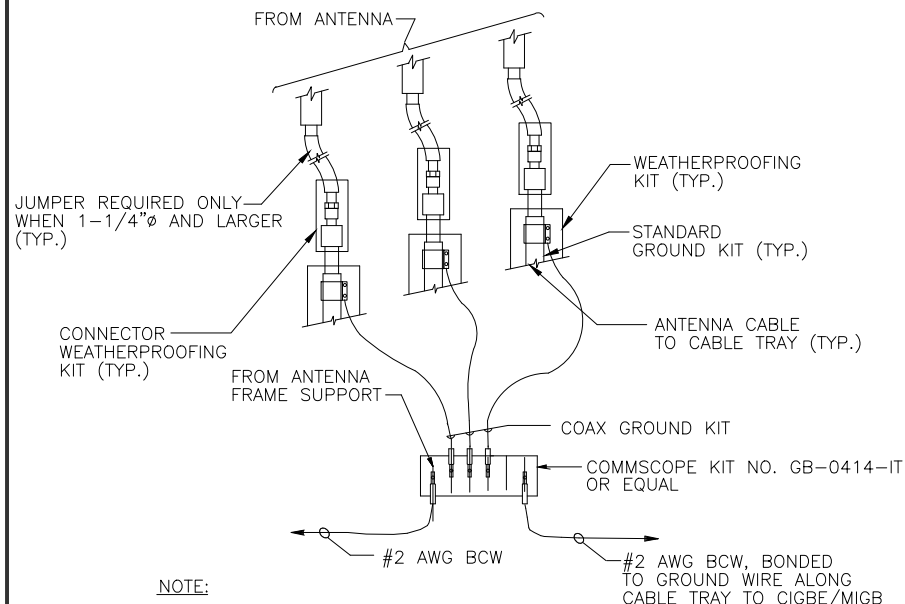 FROM ANTENNA
JUMPER REQUIRED ONLY
WHEN 1-1/4"ø AND LARGER
(TYP.)
WEATHERPROOFING
KIT (TYP.)
STANDARD
GROUND KIT (TYP.)
ANTENNA CABLE
TO CABLE TRAY (TYP.)
CONNECTOR
WEATHERPROOFING
KIT (TYP.)
FROM ANTENNA
FRAME SUPPORT
COAX GROUND KIT
COMMSCOPE KIT NO. GB-0414-IT
OR EQUAL
#2 AWG BCW
#2 AWG BCW, BONDED
TO GROUND WIRE ALONG
CABLE TRAY TO CIGBE/MIGB
NOTE: